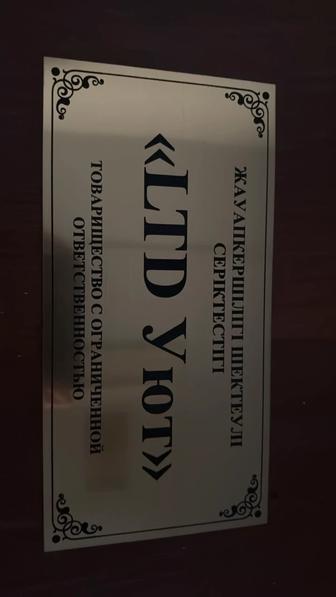 ЖАУАПКЕРШІЛІГІ ШЕКТЕУЛІ
СЕРІКТЕСТІГІ
«LTD Уют»
ТОВАРИЩЕСТВО С ОГРАНИЧЕННОЙ
ОТВЕТСТВЕННОСТЬЮ